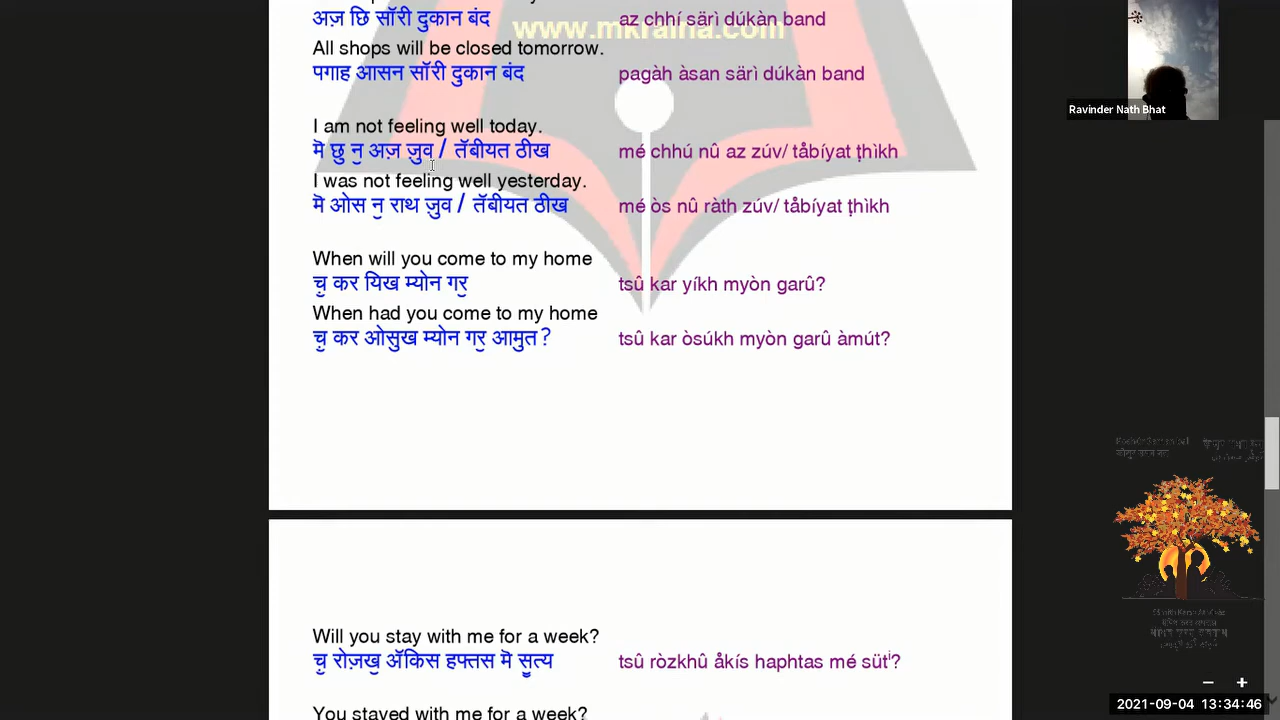 अज़ छि सॉरी दुकान बंद az chhí särì dúkàn band
www.mkraina.com
All shops will be closed tomorrow.
पगाह आसन सॉरी दुकान बंद pagàh àsan särì dúkàn band
I am not feeling well today.
मॆ छु न॒ अज़ ज़ुव / तॅबीयत ठीख mé chhú nû az zúv/ tåbíyat ṭhìkh
I was not feeling well yesterday.
मॆ ओस न॒ राथ ज़ुव / तॅबीयत ठीख mé òs nû ràth zúv/ tåbíyat ṭhìkh
When will you come to my home
च़॒ कर यिख म्योन गर॒ tsû kar yíkh myòn garû?
When had you come to my home
च़॒ कर ओसुख म्योन गर॒ आमुत? tsû kar òsúkh myòn garû àmút?
Will you stay with me for a week?
च़॒ रोज़ख॒ ॲकिस हफ्तस मॆ सॗत्य tsû ròzkhû åkís haphtas mé sütⁱ?
You stayed with me for a week?
Ravinder Nath Bhat
2021-09-04 13:34:46